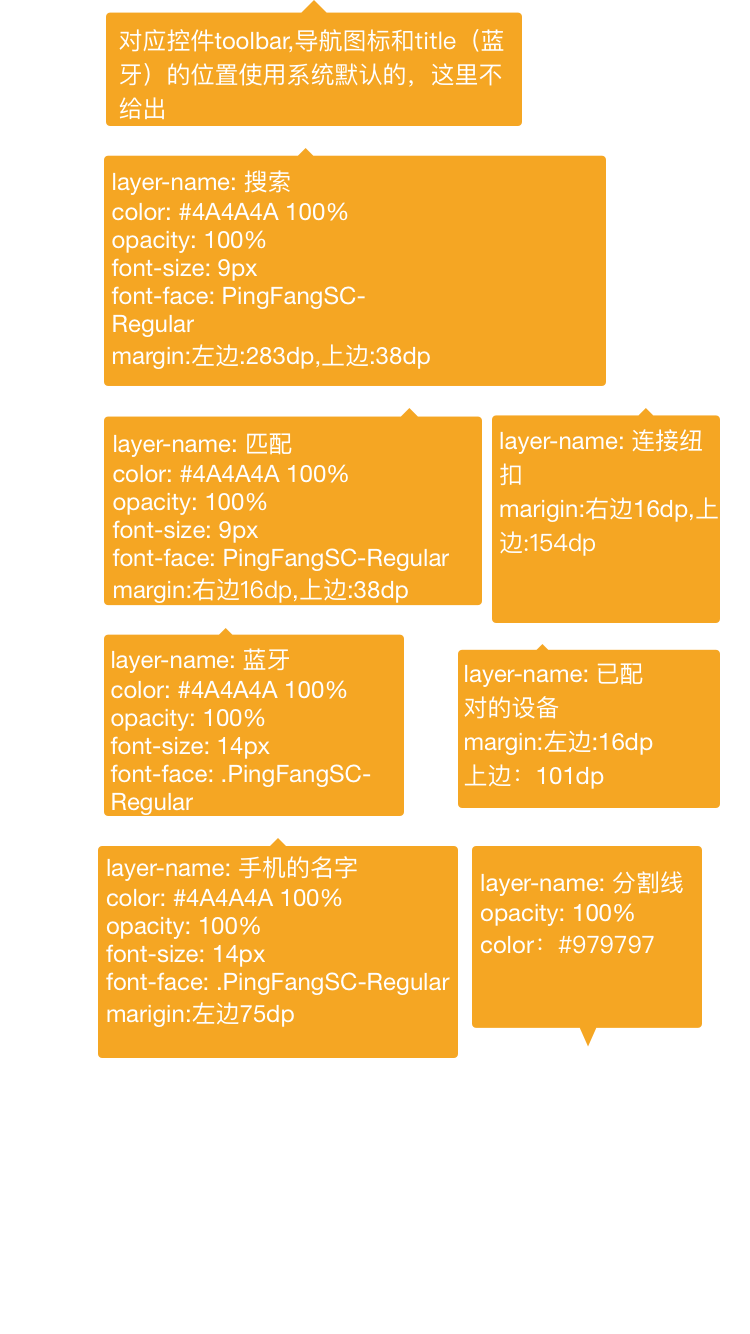 对应控件toolbar,导航图标和title（蓝
牙）的位置使用系统默认的，这里不
给出
layer-name: 搜索
color: #4A4A4A 100%
opacity: 100%
font-size: 9px
font-face: PingFangSC-
Regular
margin:左边:283dp,上边:38dp
layer-name: 匹配
color: #4A4A4A 100%
opacity: 100%
font-size: 9px
font-face: PingFangSC-Regular
margin:右边16dp,上边:38dp
layer-name: 连接纽
扣
marigin:右边16dp,上
边:154dp
layer-name: 蓝牙
color: #4A4A4A 100%
opacity: 100%
font-size: 14px
font-face: .PingFangSC-
Regular
layer-name: 已配
对的设备
margin:左边:16dp
上边：101dp
layer-name: 手机的名字
color: #4A4A4A 100%
opacity: 100%
font-size: 14px
font-face: .PingFangSC-Regular
marigin:左边75dp
layer-name: 分割线
opacity: 100%
color：#979797